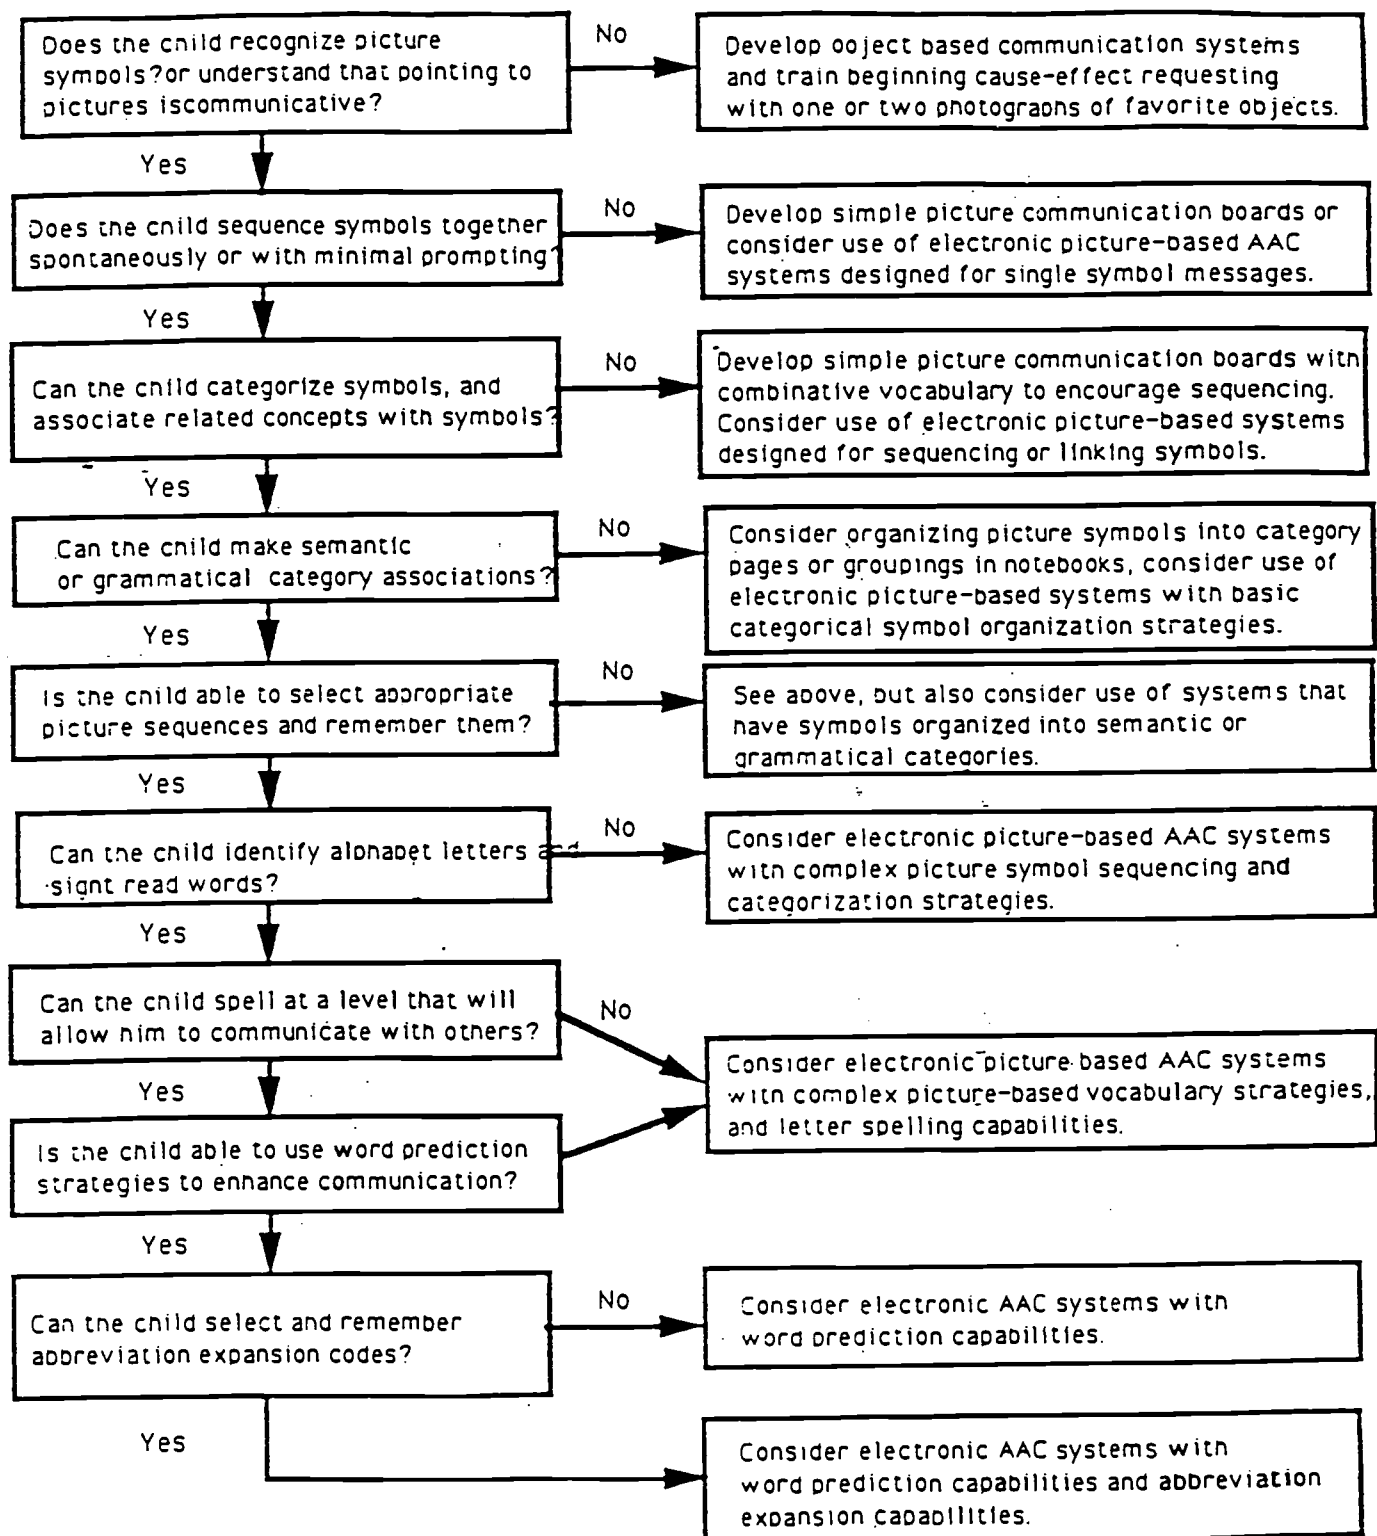 Does the child recognize picture
symbols?or understand that pointing to
pictures iscommunicative?
No
Develop object based communication systems
and train beginning cause-effect requesting
with one or two photographs of favorite objects.
Yes
Does the child sequence symbols together
spontaneously or with minimal prompting?
No
Develop simple picture communication boards or
consider use of electronic picture-based AAC
systems designed for single symbol messages.
Yes
Can the child categorize symbols, and
associate related concepts with symbols?
No
Develop simple picture communication boards with
combinative vocabulary to encourage sequencing.
Consider use of electronic picture-based systems
designed for sequencing or linking symbols.
Yes
Can the child make semantic
or grammatical category associations?
No
Consider organizing picture symbols into category
pages or groupings in notebooks, consider use of
electronic picture-based systems with basic
categorical symbol organization strategies.
Yes
Is the child able to select appropriate
picture sequences and remember them?
No
See above, but also consider use of systems that
have symbols organized into semantic or
grammatical categories.
Yes
Can the child identify alphabet letters and
sight read words?
No
Consider electronic picture-based AAC systems
with complex picture symbol sequencing and
categorization strategies.
Yes
Can the child spell at a level that will
allow him to communicate with others?
No
Consider electronic picture based AAC systems
with complex picture-based vocabulary strategies,
and letter spelling capabilities.
Yes
Is the child able to use word prediction
strategies to enhance communication?
Yes
Can the child select and remember
abbreviation expansion codes?
No
Consider electronic AAC systems with
word prediction capabilities.
Yes
Consider electronic AAC systems with
word prediction capabilities and abbreviation
expansion capabilities.